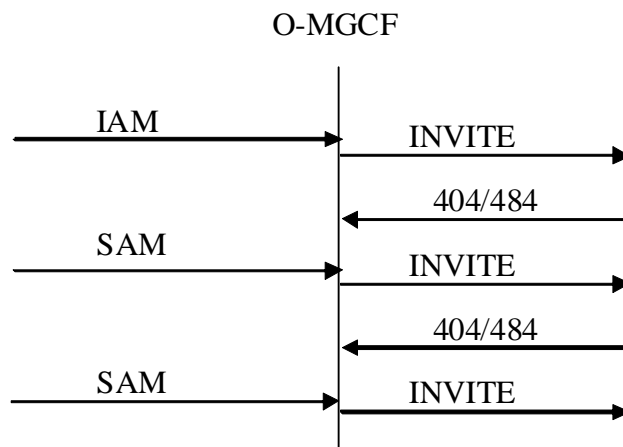 O-MGCF
IAM
INVITE
404/484
SAM
INVITE
404/484
SAM
INVITE